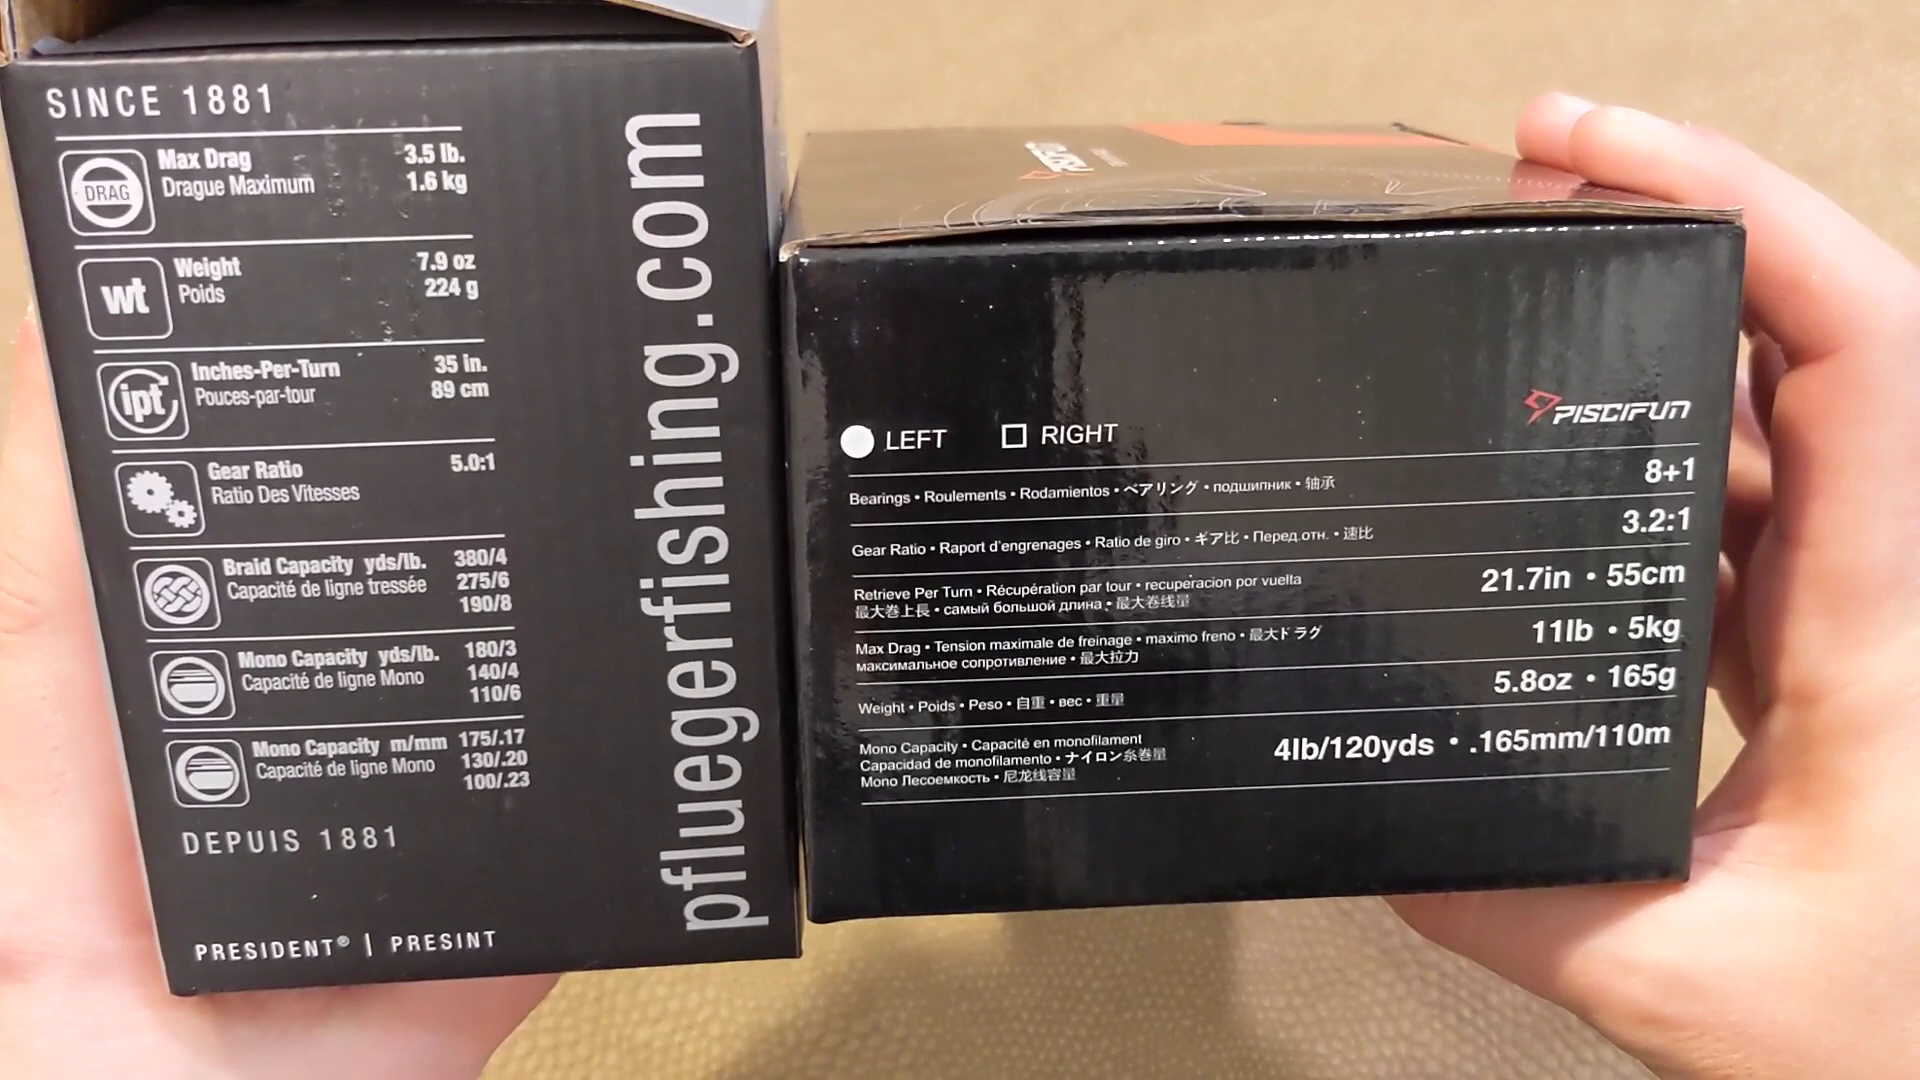 SINCE 1881
DRAG
Max Drag 3.5 lb.
Drague Maximum 1.6 kg
wt
Weight 7.9 oz
Poids 224 g
ipt
Inches-Per-Turn 35 in.
Pouces-par-tour 89 cm
Gear Ratio 5.0:1
Ratio Des Vitesses
Braid Capacity yds/lb. 380/4
Capacité de ligne tressée 275/6
190/8
Mono Capacity yds/lb. 180/3
Capacité de ligne Mono 140/4
110/6
Mono Capacity m/mm 175/.17
Capacité de ligne Mono 130/.20
100/.23
DEPUIS 1881
PRESIDENT® | PRESINT
pfluegerfishing.com
PISCIFUN
LEFT RIGHT
Bearings • Roulements • Rodamientos • ベアリング • подшипник • 轴承 8+1
Gear Ratio • Raport d'engrenages • Ratio de giro • ギア比 • Перед.отн. • 速比 3.2:1
Retrieve Per Turn • Récupération par tour • recuperacion por vuelta 21.7in • 55cm
最大巻上長 • самый большой длина • 最大卷线量
Max Drag • Tension maximale de freinage • maximo freno • 最大ドラグ 11lb • 5kg
максимальное сопротивление • 最大拉力
Weight • Poids • Peso • 自重 • вес • 重量 5.8oz • 165g
Mono Capacity • Capacité en monofilament
Capacidad de monofilamento • ナイロン糸巻量 4lb/120yds • .165mm/110m
Mono Лесоемкость • 尼龙线容量